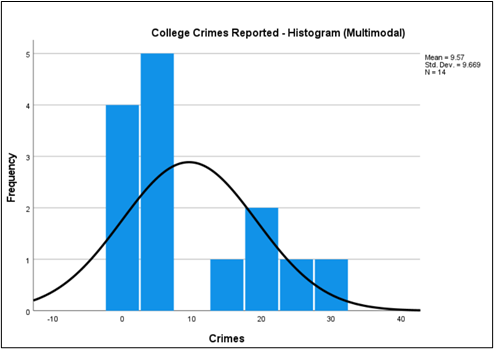 College Crimes Reported - Histogram (Multimodal)
Mean = 9.57
Std. Dev. = 9.669
N = 14
5
4
3
2
1
0
Frequency
-10 0 10 20 30 40
Crimes